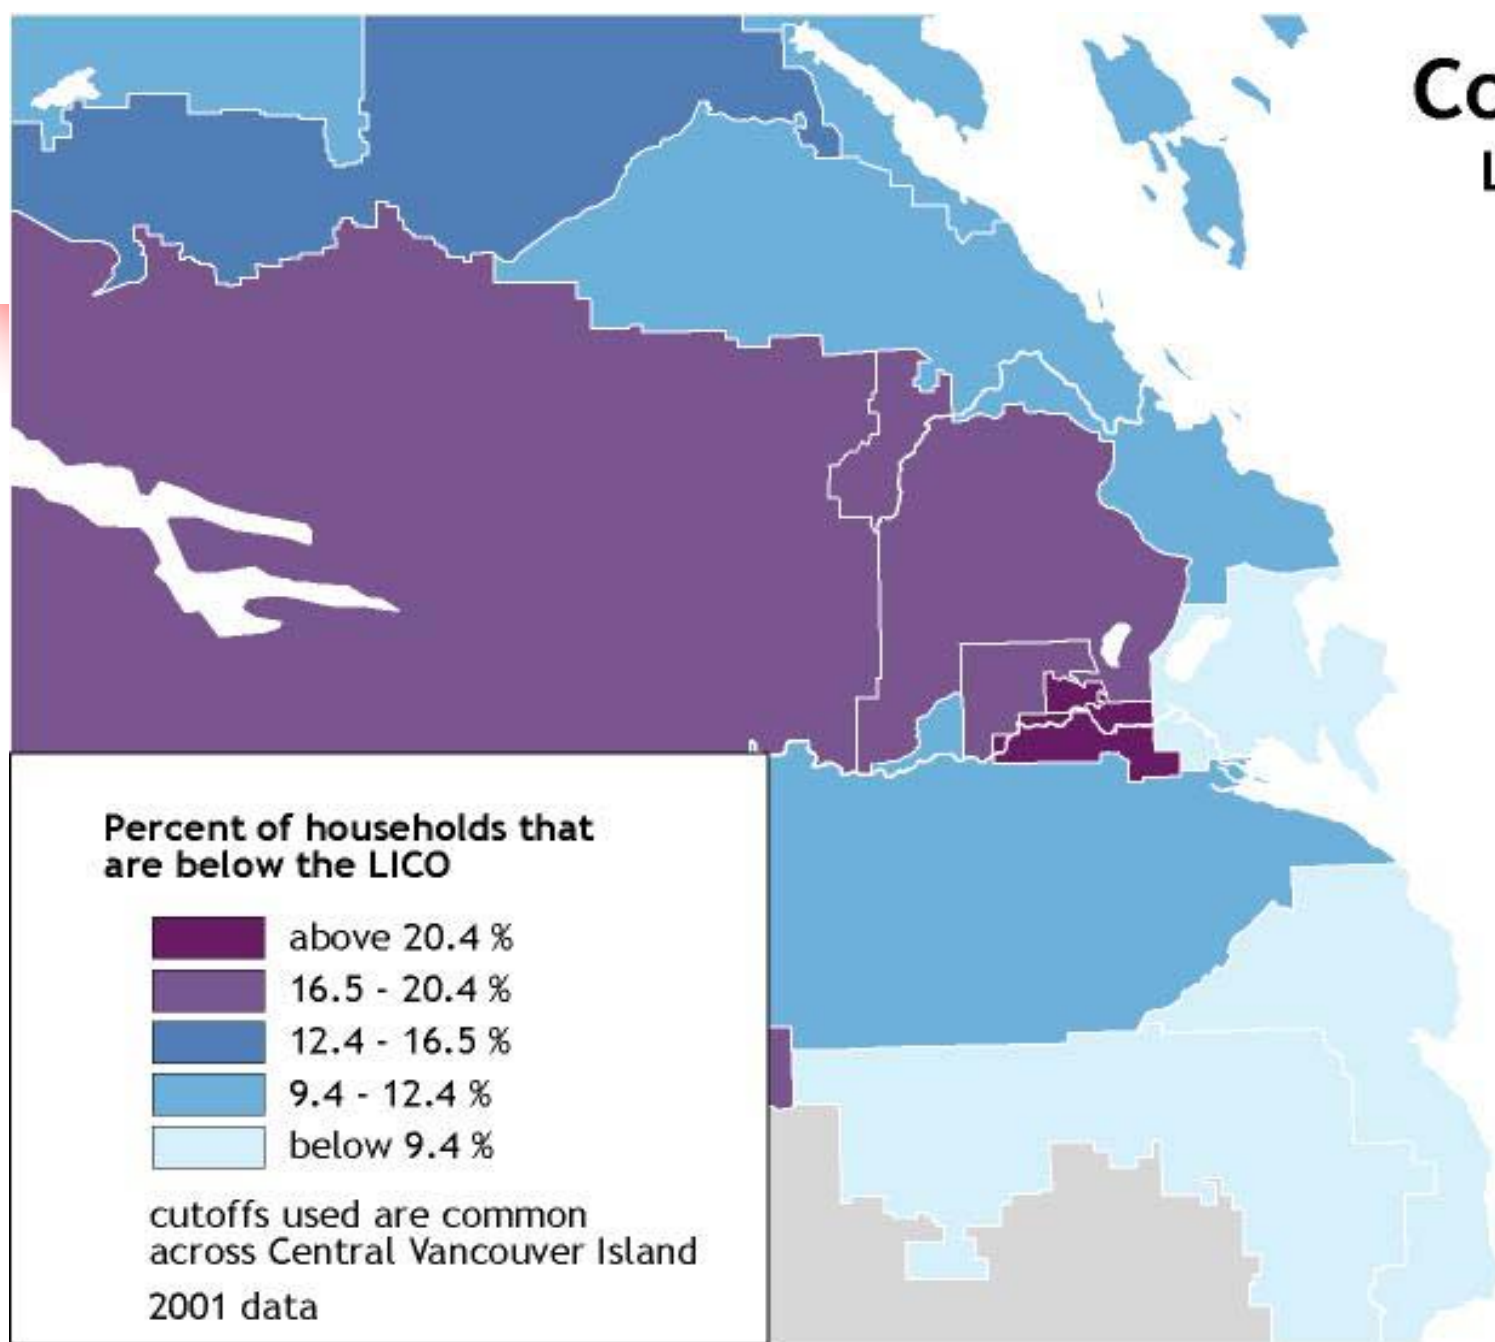 Co
L
Percent of households that
are below the LICO
above 20.4 %
16.5 - 20.4 %
12.4 - 16.5 %
9.4 - 12.4 %
below 9.4 %
cutoffs used are common
across Central Vancouver Island
2001 data